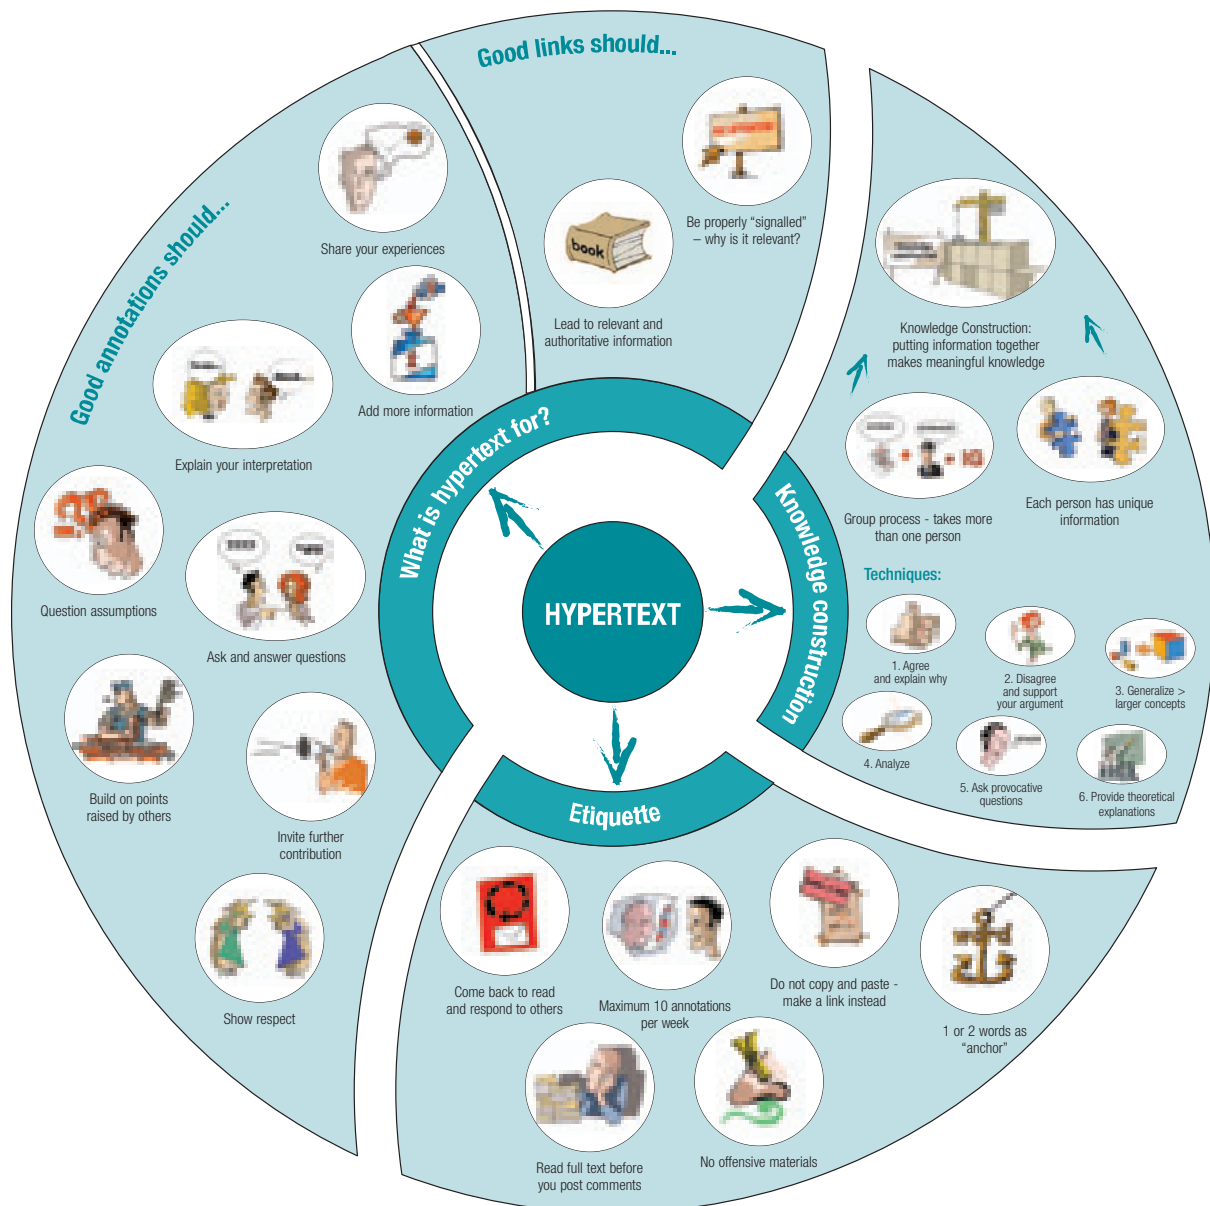 Good links should...
Be properly “signalled”
– why is it relevant?
book
Lead to relevant and
authoritative information
Good annotations should...
Share your experiences
Add more information
Explain your interpretation
Question assumptions
Ask and answer questions
Build on points
raised by others
Invite further
contribution
Show respect
What is hypertext for?
HYPERTEXT
Knowledge construction
Knowledge Construction:
putting information together
makes meaningful knowledge
Group process - takes more
than one person
Each person has unique
information
Techniques:
1. Agree
and explain why
2. Disagree
and support
your argument
3. Generalize >
larger concepts
4. Analyze
5. Ask provocative
questions
6. Provide theoretical
explanations
Etiquette
Come back to read
and respond to others
Maximum 10 annotations
per week
Do not copy and paste -
make a link instead
1 or 2 words as
“anchor”
Read full text before
you post comments
No offensive materials